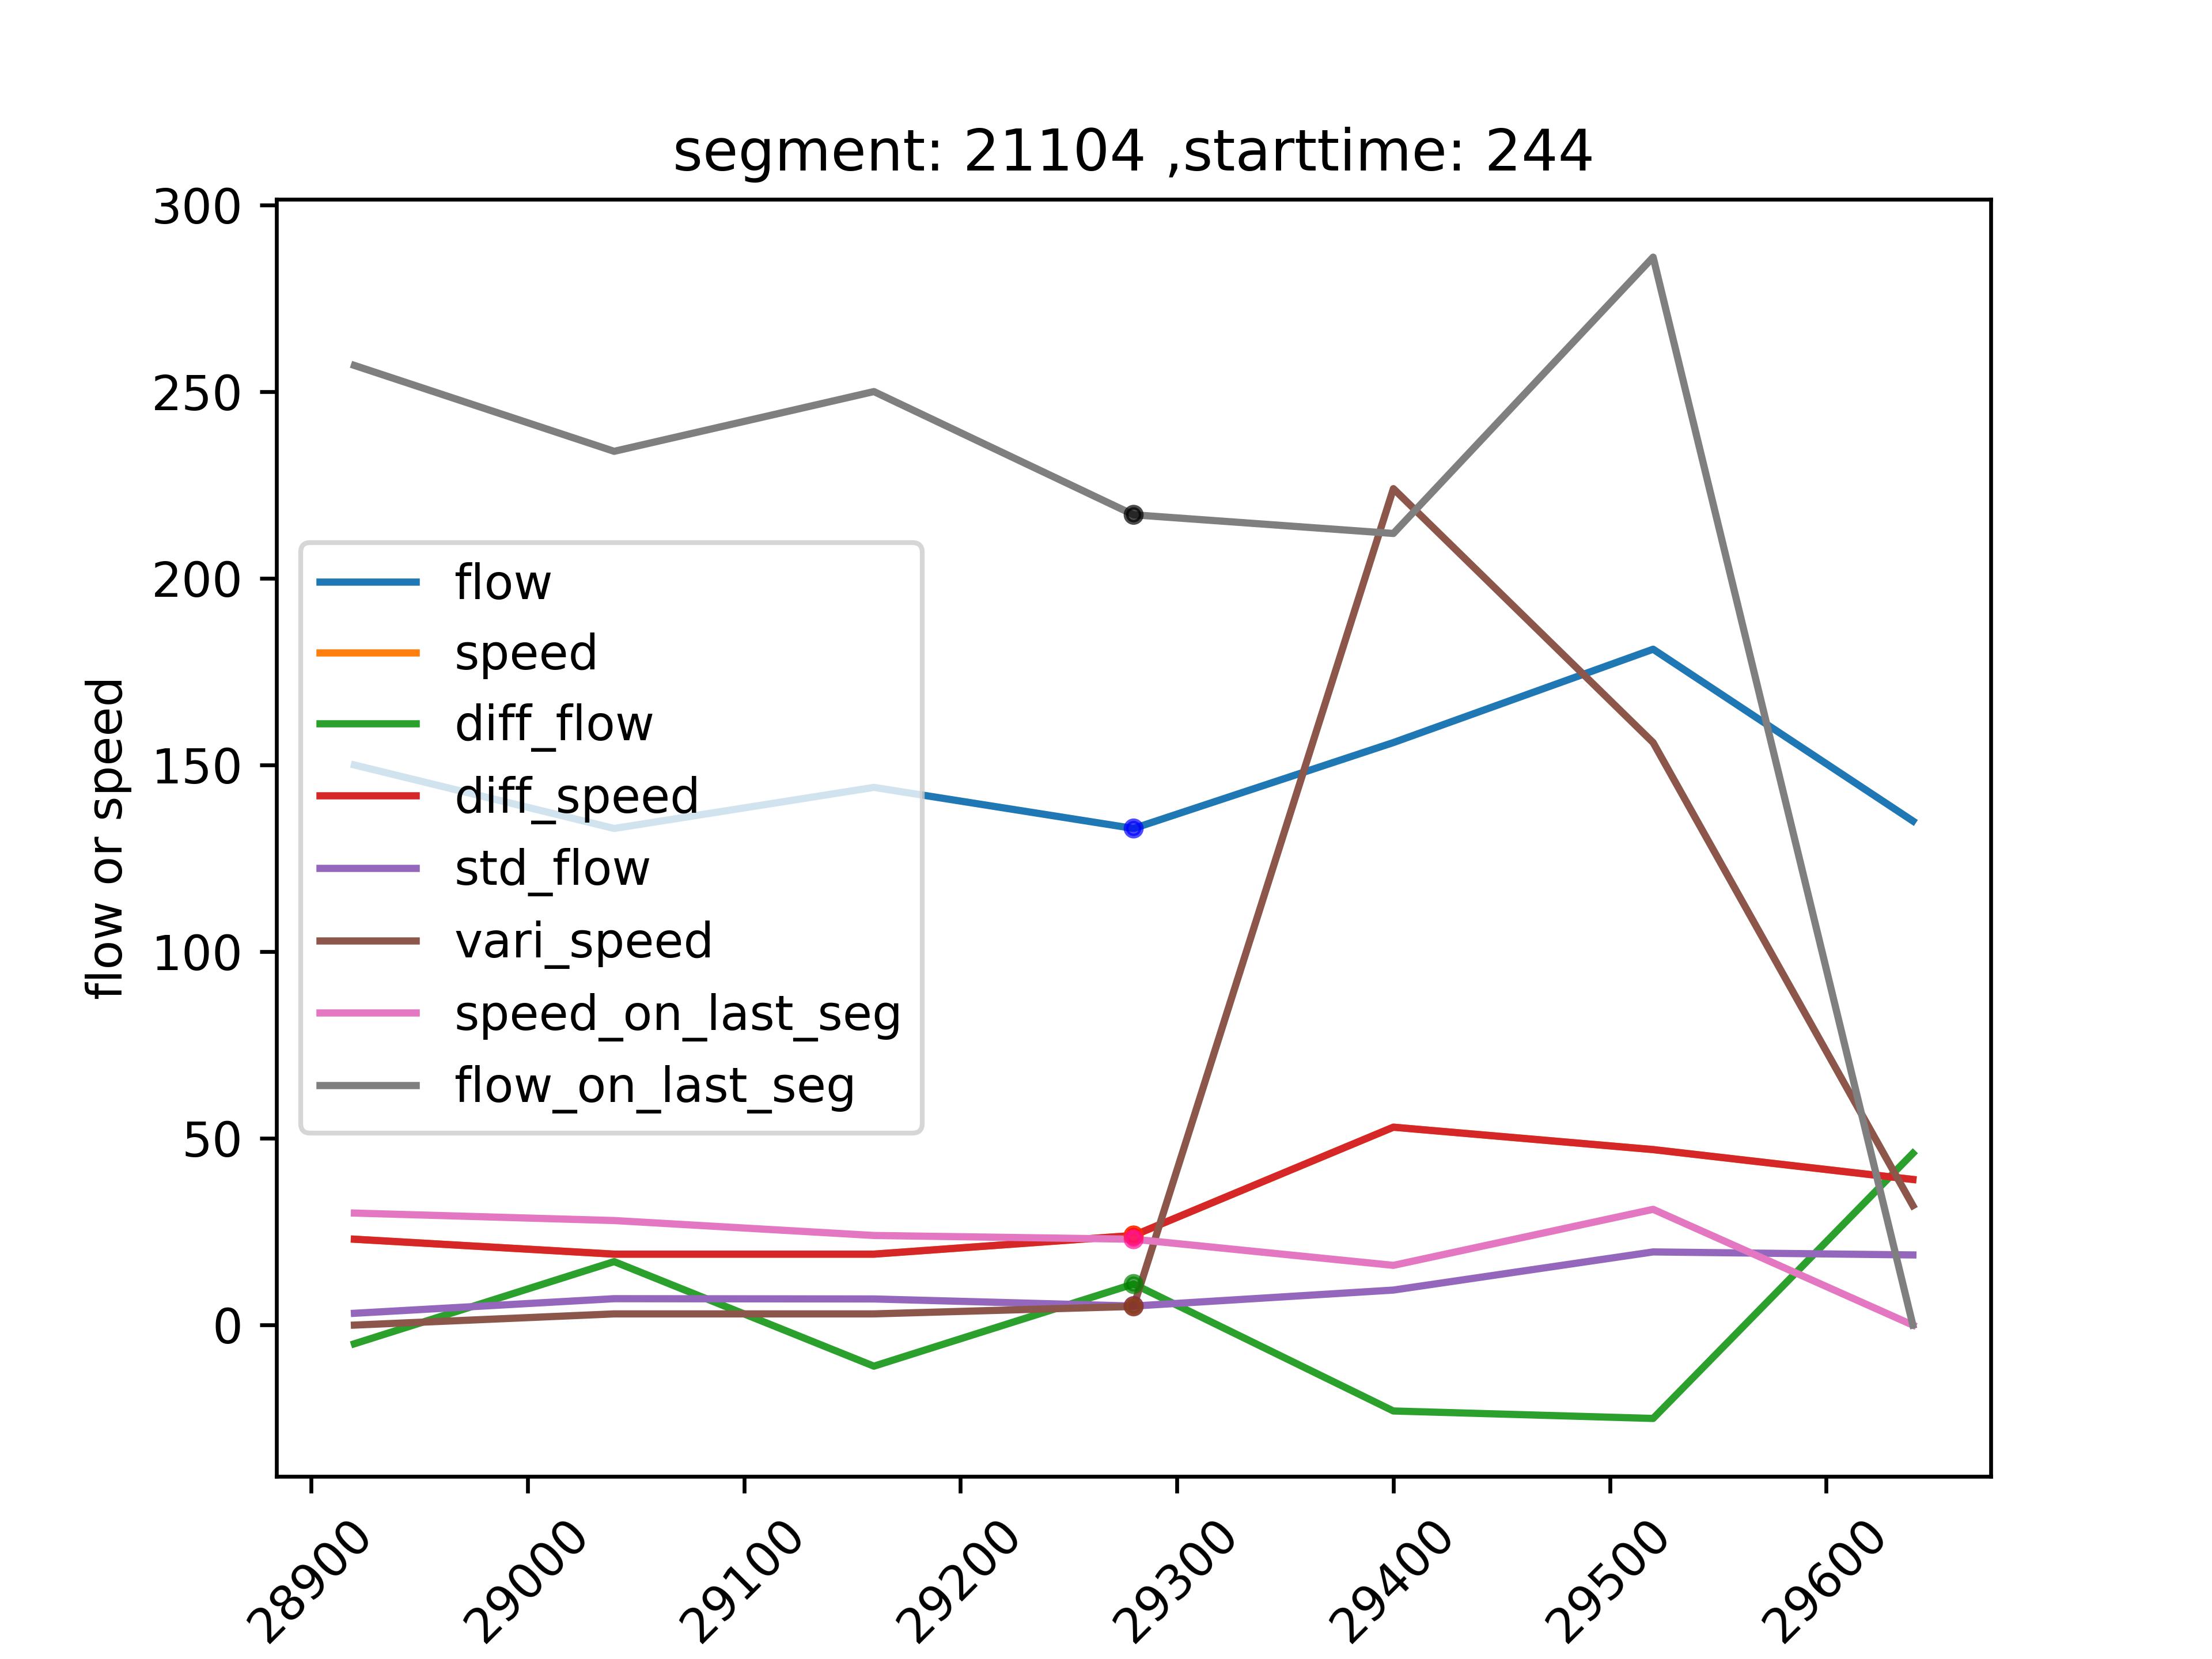 segment: 21104 ,starttime: 244
300
250
200
150
100
50
0
flow or speed
flow
speed
diff_flow
diff_speed
std_flow
vari_speed
speed_on_last_seg
flow_on_last_seg
28900
29000
29100
29200
29300
29400
29500
29600